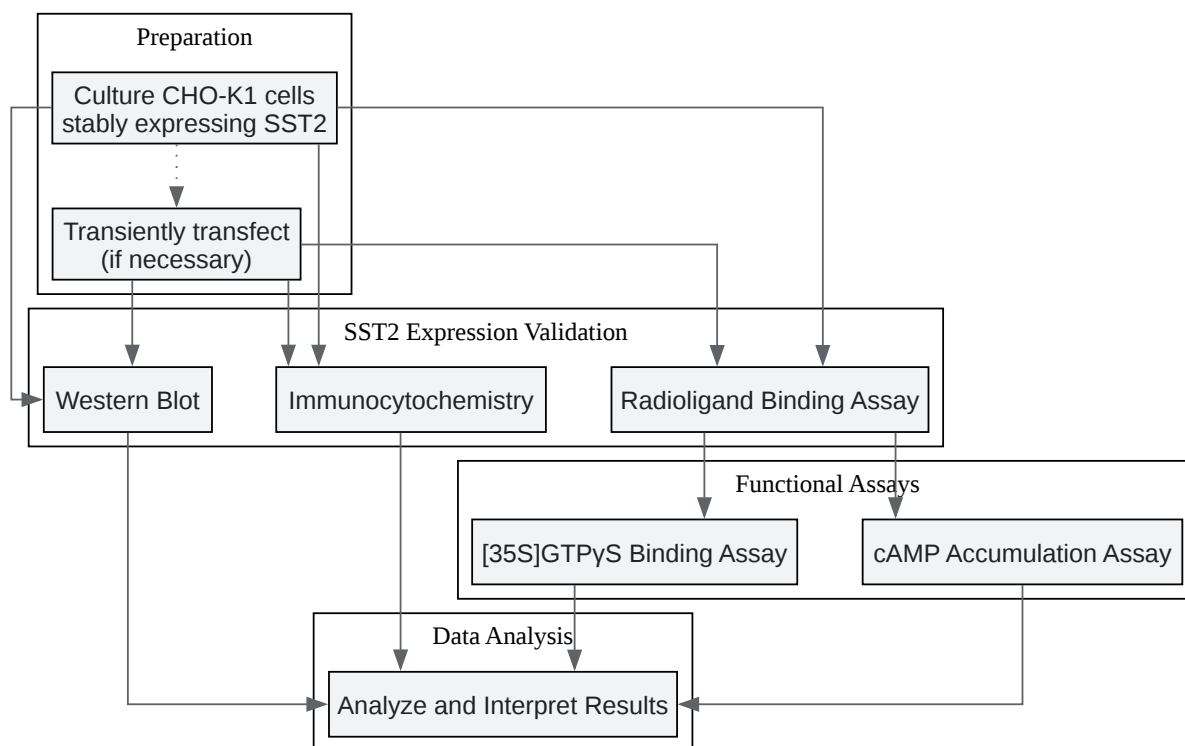 Preparation
Culture CHO-K1 cells
stably expressing SST2
Transiently transfect
(if necessary)
SST2 Expression Validation
Western Blot
Immunocytochemistry
Radioligand Binding Assay
Functional Assays
[35S]GTPγS Binding Assay
cAMP Accumulation Assay
Data Analysis
Analyze and Interpret Results